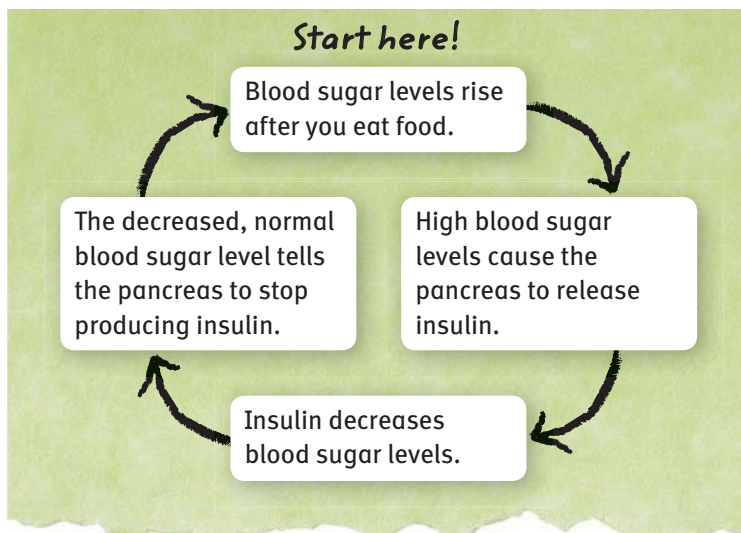 Start here!
Blood sugar levels rise
after you eat food.
High blood sugar
levels cause the
pancreas to release
insulin.
Insulin decreases
blood sugar levels.
The decreased, normal
blood sugar level tells
the pancreas to stop
producing insulin.